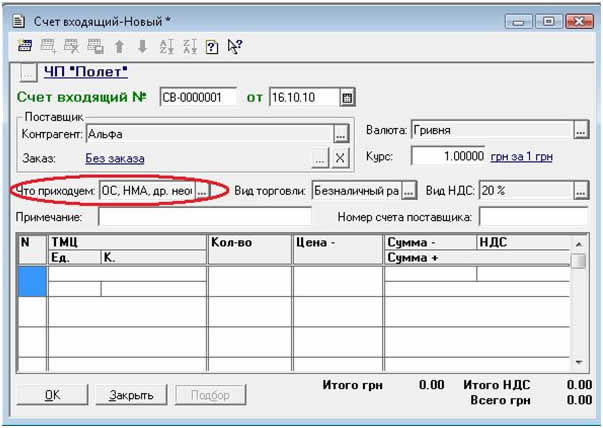 Счет входящий-Новый *
ЧП "Полет"
Счет входящий № СВ-0000001 от 16.10.10
Поставщик
Контрагент: Альфа ... Валюта: Гривня ...
Заказ: Без заказа ... X Курс: 1.00000 грн за 1 грн
Что приходуем: ОС, НМА, др. нео ... Вид торговли: Безналичный ра ... Вид НДС: 20 % ...
Примечание: Номер счета поставщика:
N ТМЦ Кол-во Цена - Сумма - НДС
Ед. К. Сумма +
Итого грн 0.00 Итого НДС 0.00
OK Закрыть Подбор Всего грн 0.00